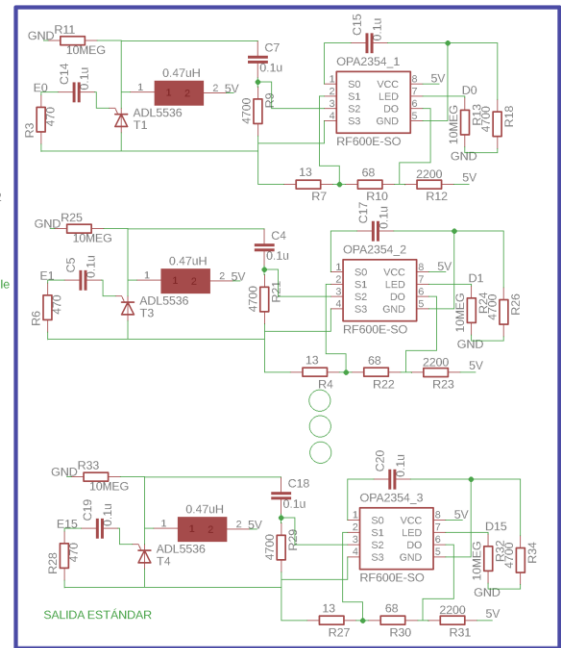 GND R11
10MEG
E0 C14
0.1u
R3
470
1 2
0.47uH
1 2 5V
ADL5536
T1
C7
0.1u
4700
R9
C15
0.1u
OPA2354_1
1 S0 VCC 8 5V
2 S1 LED 7
3 S2 DO 6
4 S3 GND 5
RF600E-SO
D0
10MEG
R13
4700
R18
GND
13
R7
68
R10
2200
R12
5V
GND R25
10MEG
E1 C5
0.1u
R6
470
0.47uH
1 1 2 2 5V
ADL5536
T3
C4
0.1u
4700
R21
C17
0.1u
OPA2354_2
1 S0 VCC 8 5V
2 S1 LED 7
3 S2 DO 6
4 S3 GND 5
RF600E-SO
D1
10MEG
R24
4700
R26
GND
13
R4
68
R22
2200
R23
5V
le
GND R33
10MEG
E15 C19
0.1u
R28
470
0.47uH
1 1 2 2 5V
ADL5536
T4
C18
0.1u
4700
R29
C20
0.1u
OPA2354_3
1 S0 VCC 8 5V
2 S1 LED 7
3 S2 DO 6
4 S3 GND 5
RF600E-SO
D15
10MEG
R32
4700
R34
GND
13
R27
68
R30
2200
R31
5V
SALIDA ESTÁNDAR